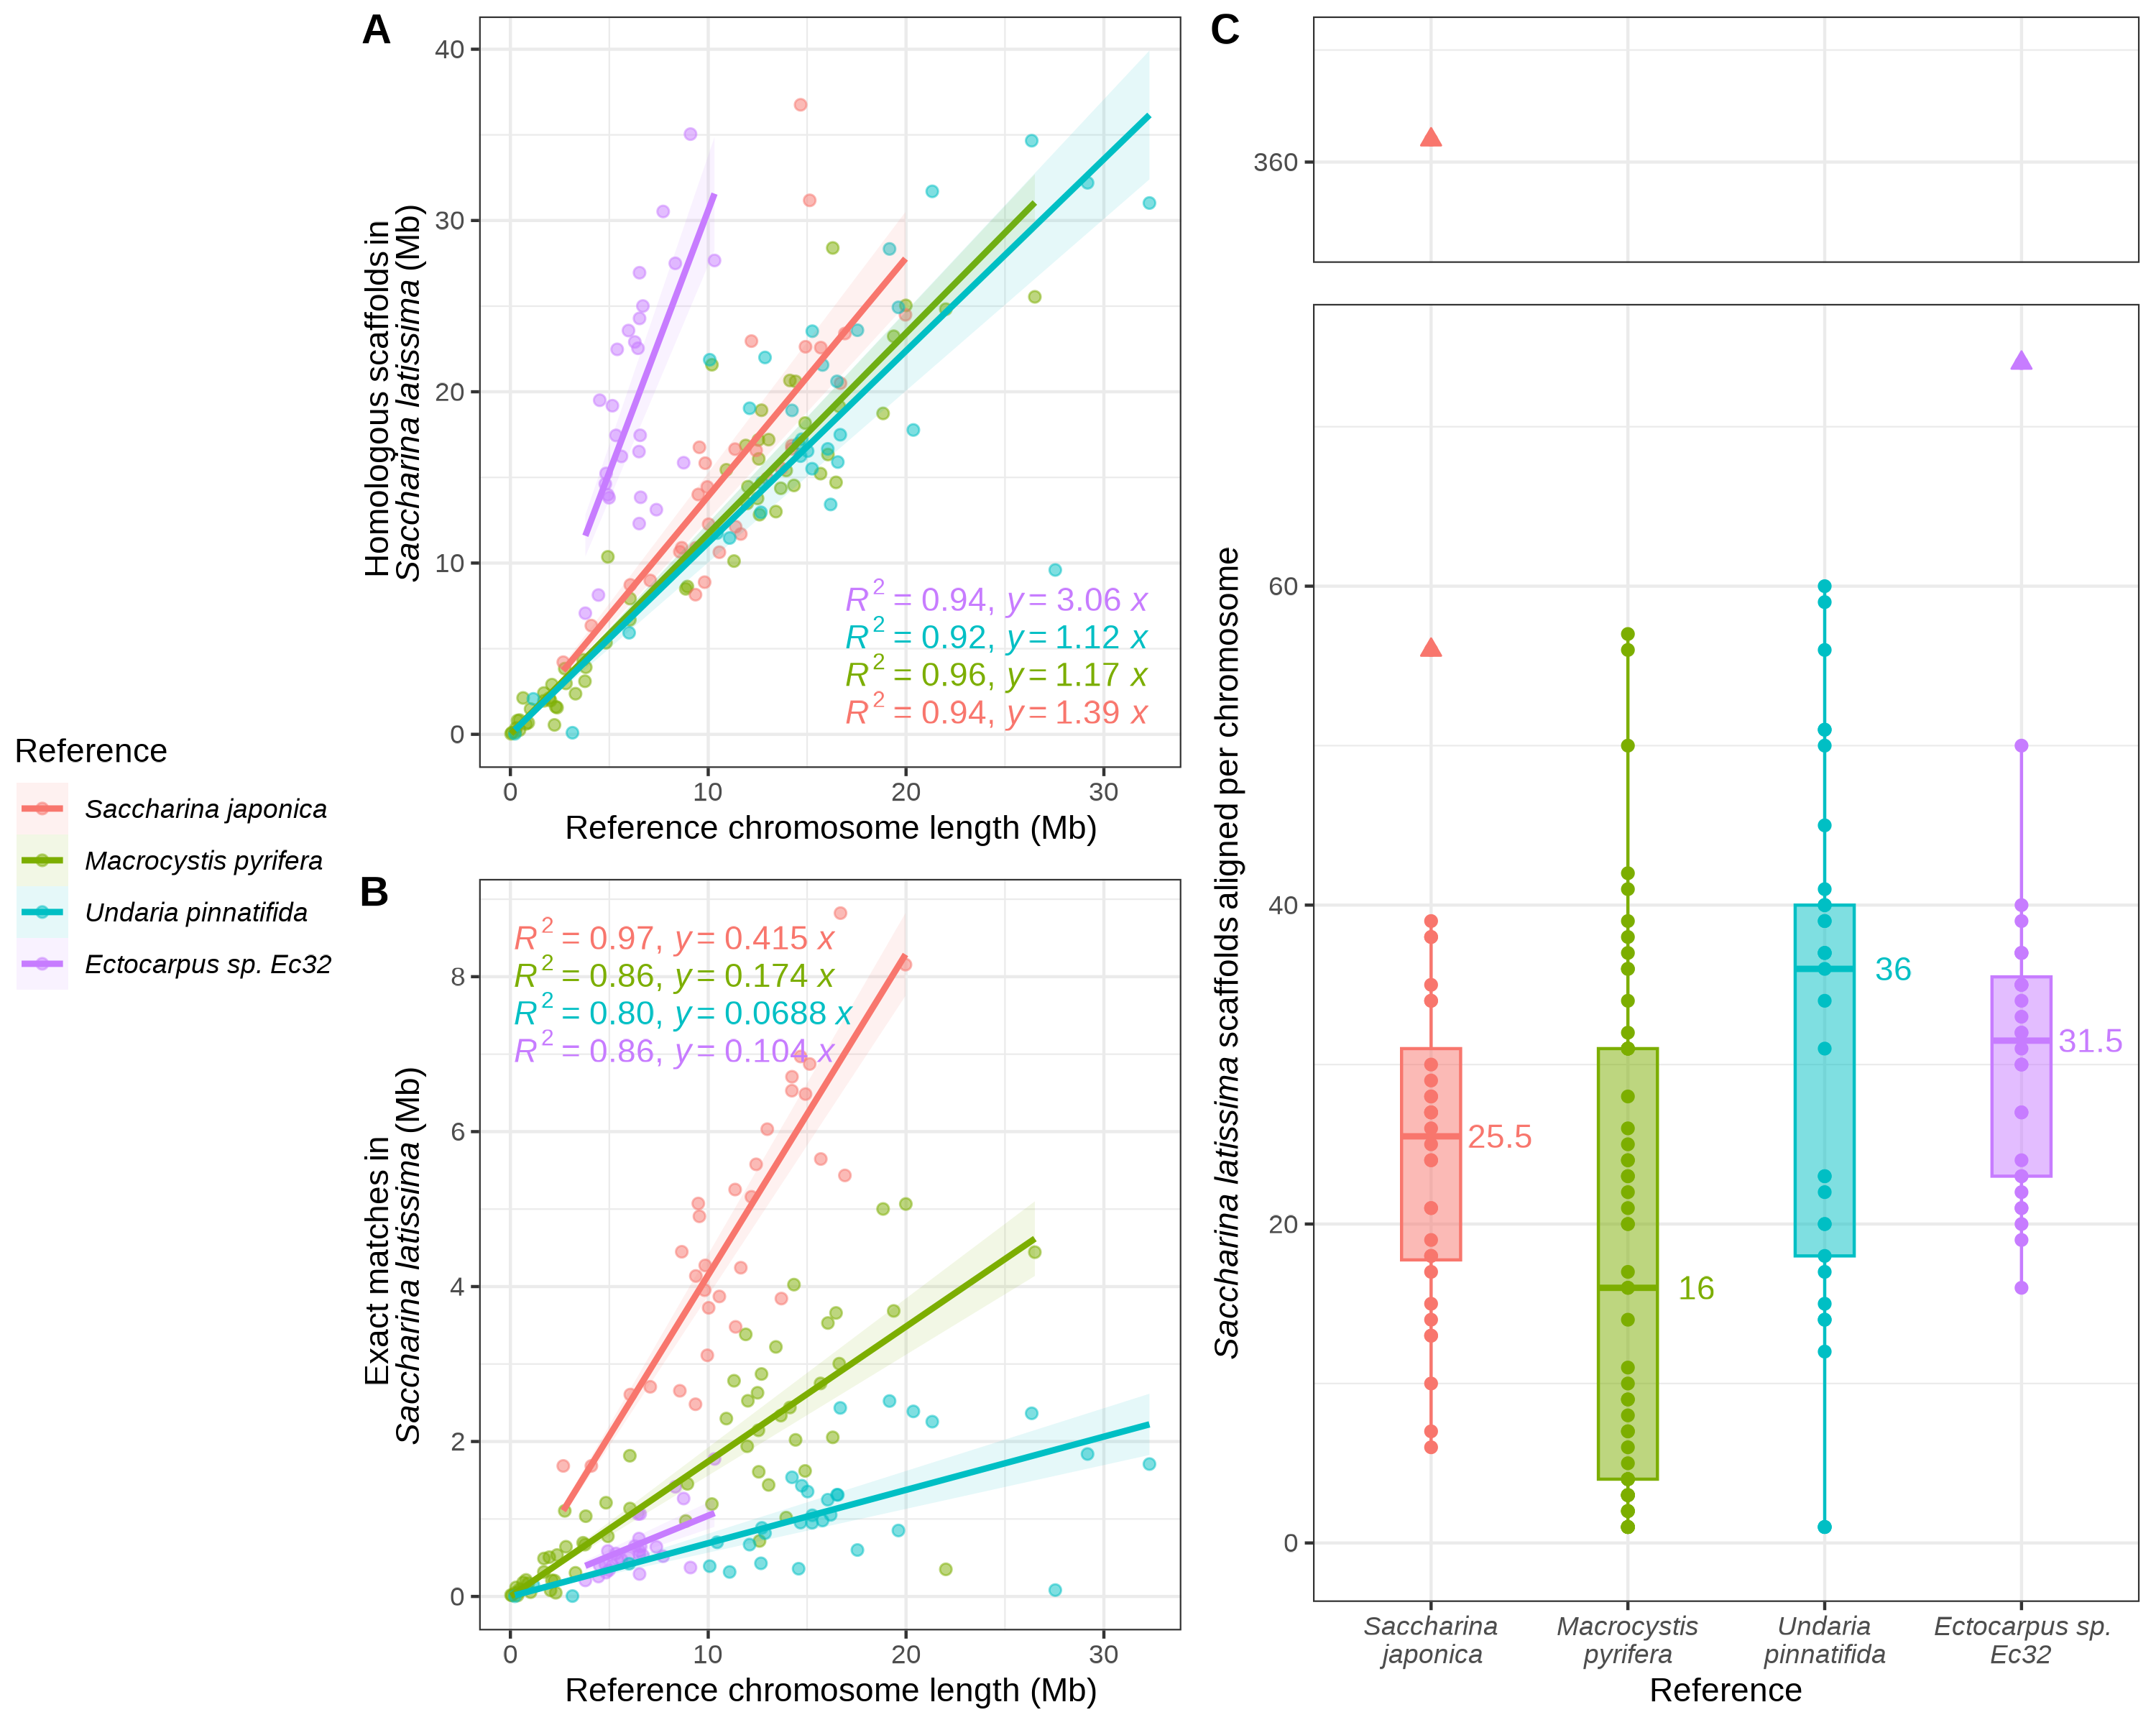 Reference
Saccharina japonica
Macrocystis pyrifera
Undaria pinnatifida
Ectocarpus sp. Ec32
A
Homologous scaffolds in
Saccharina latissima (Mb)
40
30
20
10
0
R² = 0.94, y = 3.06 x
R² = 0.92, y = 1.12 x
R² = 0.96, y = 1.17 x
R² = 0.94, y = 1.39 x
0 10 20 30
Reference chromosome length (Mb)
B
Exact matches in
Saccharina latissima (Mb)
8
6
4
2
0
R² = 0.97, y = 0.415 x
R² = 0.86, y = 0.174 x
R² = 0.80, y = 0.0688 x
R² = 0.86, y = 0.104 x
0 10 20 30
Reference chromosome length (Mb)
C
Saccharina latissima scaffolds aligned per chromosome
360
60
40
20
0
25.5
16
36
31.5
Saccharina
japonica
Macrocystis
pyrifera
Undaria
pinnatifida
Ectocarpus sp.
Ec32
Reference